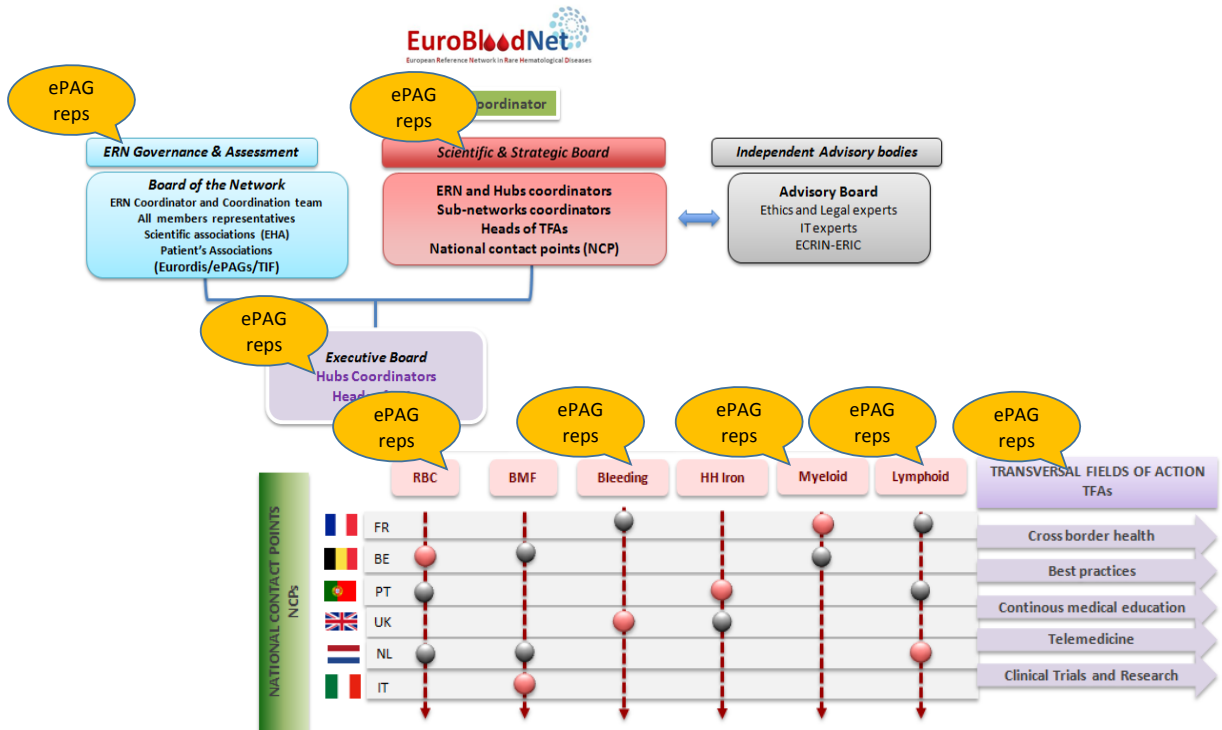 EuroBloodNet
European Reference Network in Rare Hematological Diseases
ePAG
reps
ePAG
reps
oordinator
ERN Governance & Assessment
Board of the Network
ERN Coordinator and Coordination team
All members representatives
Scientific associations (EHA)
Patient's Associations
(Eurordis/ePAGs/TIF)
Scientific & Strategic Board
ERN and Hubs coordinators
Sub-networks coordinators
Heads of TFAs
National contact points (NCP)
Independent Advisory bodies
Advisory Board
Ethics and Legal experts
IT experts
ECRIN-ERIC
ePAG
reps
Executive Board
Hubs Coordinators
ePAG
reps
ePAG
reps
ePAG
reps
ePAG
reps
ePAG
reps
RBC
BMF
Bleeding
HH Iron
Myeloid
Lymphoid
TRANSVERSAL FIELDS OF ACTION
TFAs
NATIONAL CONTACT POINTS
NCPs
FR
BE
PT
UK
NL
IT
Cross border health
Best practices
Continous medical education
Telemedicine
Clinical Trials and Research